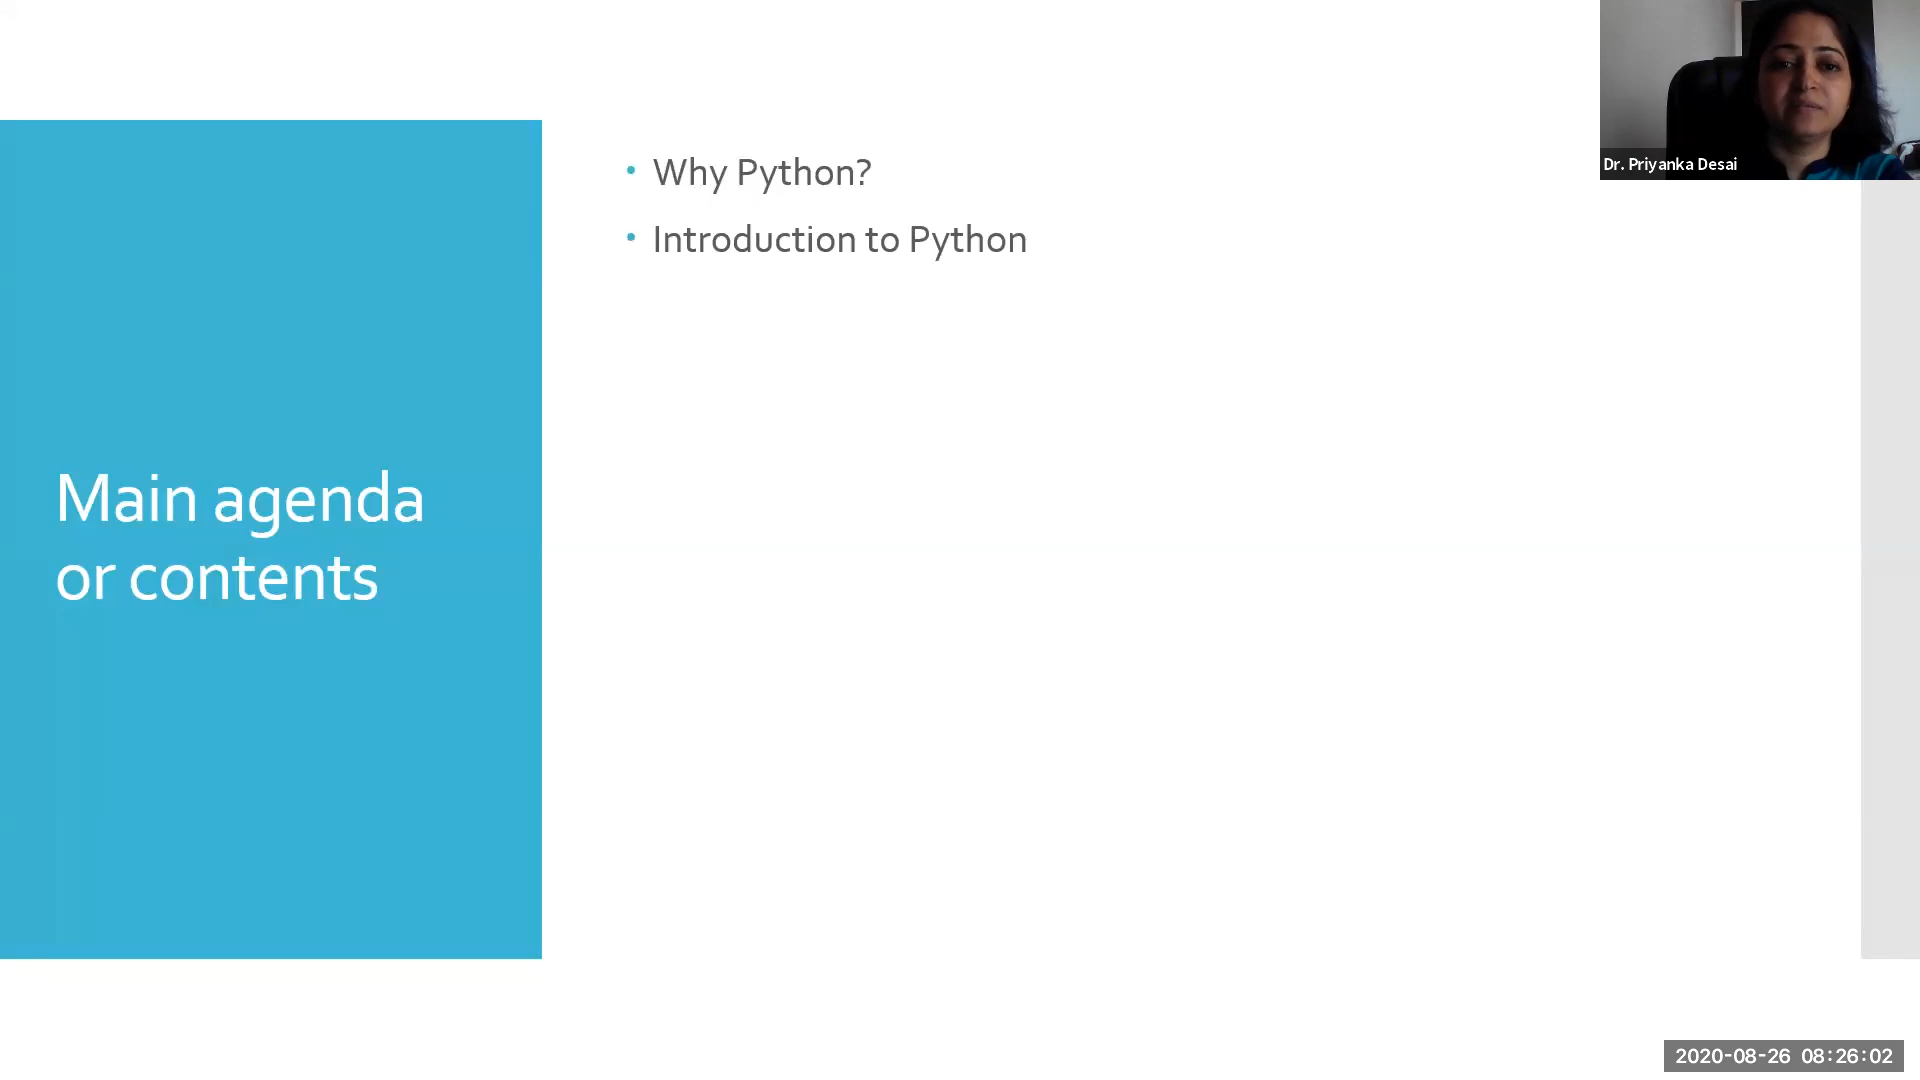 Dr. Priyanka Desai
• Why Python?
• Introduction to Python
Main agenda
or contents
2020-08-26 08:26:02